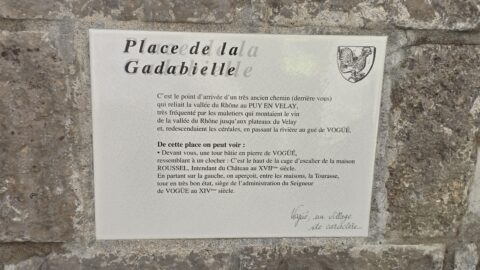 Place de la
Gadabielle
C'est le point d'arrivée d'un très ancien chemin (derrière vous)
qui reliait la vallée du Rhône au PUY EN VELAY,
très fréquenté par les muletiers qui montaient le vin
de la vallée du Rhône jusqu'aux plateaux du Velay
et, redescendaient les céréales, en passant la rivière au gué de VOGÜÉ.
De cette place on peut voir :
• Devant vous, une tour bâtie en pierre de VOGÜÉ,
ressemblant à un clocher : C'est le haut de la cage d'escalier de la maison
ROUSSEL, Intendant du Château au XVIIème siècle.
En partant sur la gauche, on aperçoit, entre les maisons, la Tourasse,
tour en très bon état, siège de l'administration du Seigneur
de VOGÜE au XIVème siècle.
Vogüé, un village
de caractère